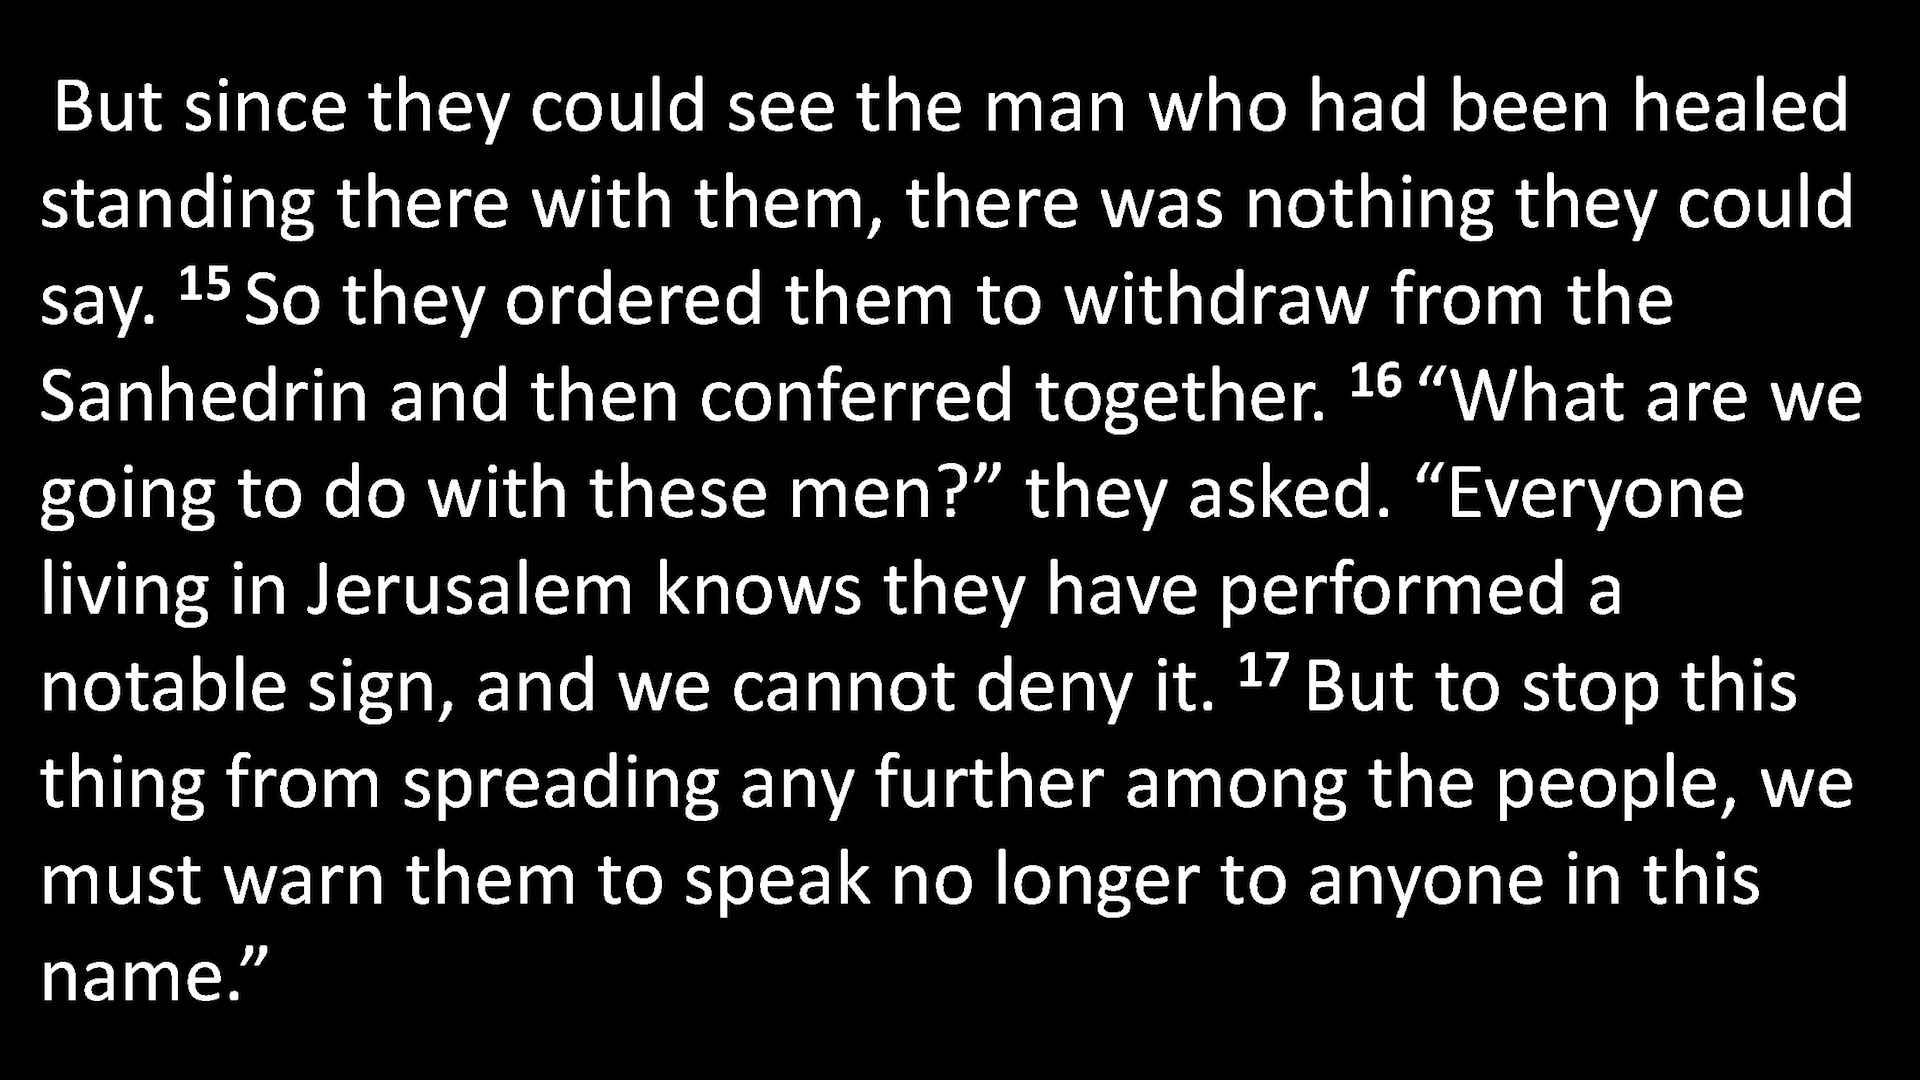 But since they could see the man who had been healed
standing there with them, there was nothing they could
say. 15 So they ordered them to withdraw from the
Sanhedrin and then conferred together. 16 “What are we
going to do with these men?” they asked. “Everyone
living in Jerusalem knows they have performed a
notable sign, and we cannot deny it. 17 But to stop this
thing from spreading any further among the people, we
must warn them to speak no longer to anyone in this
name.”